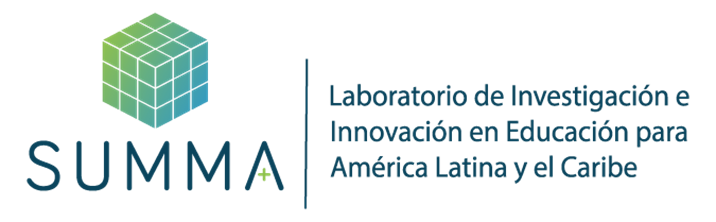 SUMMA
Laboratorio de Investigación e
Innovación en Educación para
América Latina y el Caribe